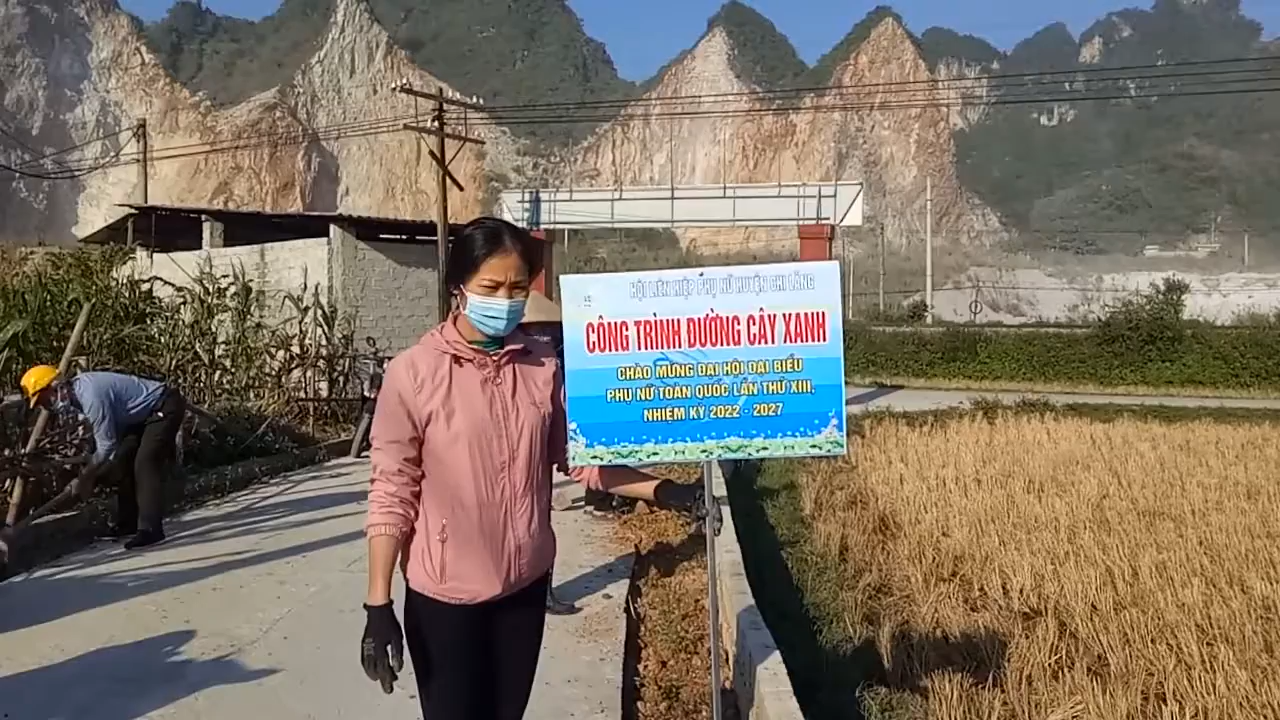 HỘI LIÊN HIỆP PHỤ NỮ HUYỆN CHI LĂNG
CÔNG TRÌNH ĐƯỜNG CÂY XANH
CHÀO MỪNG ĐẠI HỘI ĐẠI BIỂU
PHỤ NỮ TOÀN QUỐC LẦN THỨ XIII,
NHIỆM KỲ 2022 - 2027